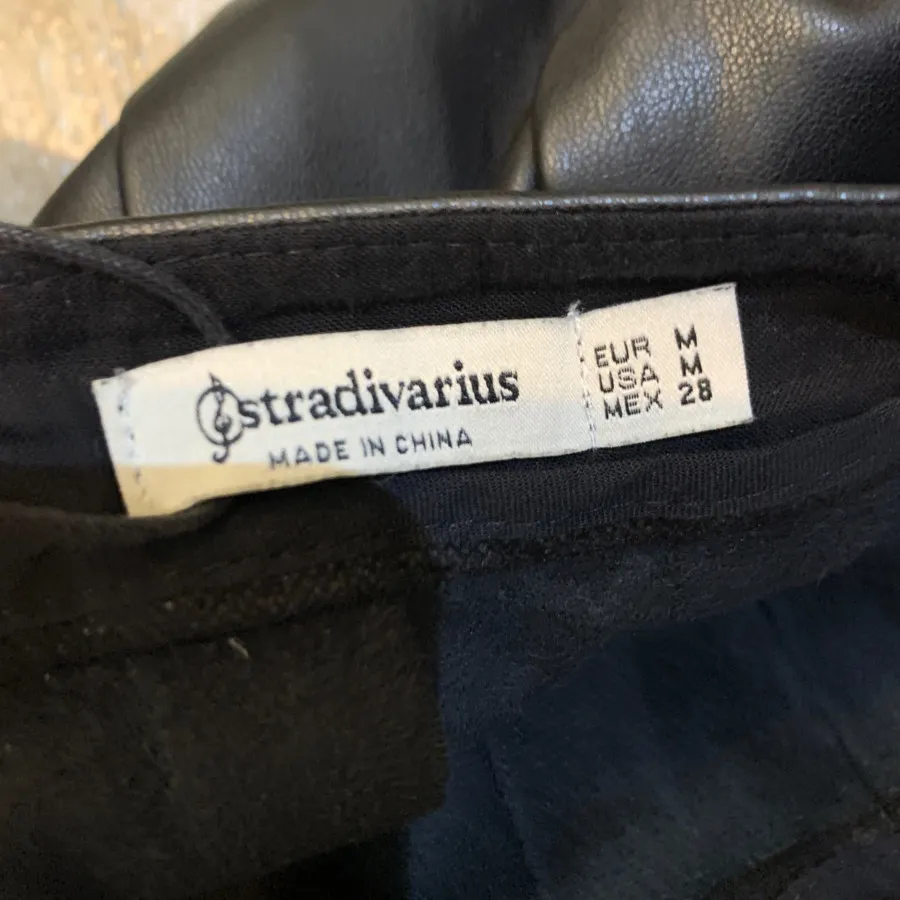 stradivarius
MADE IN CHINA
EUR M
USA M
MEX 28